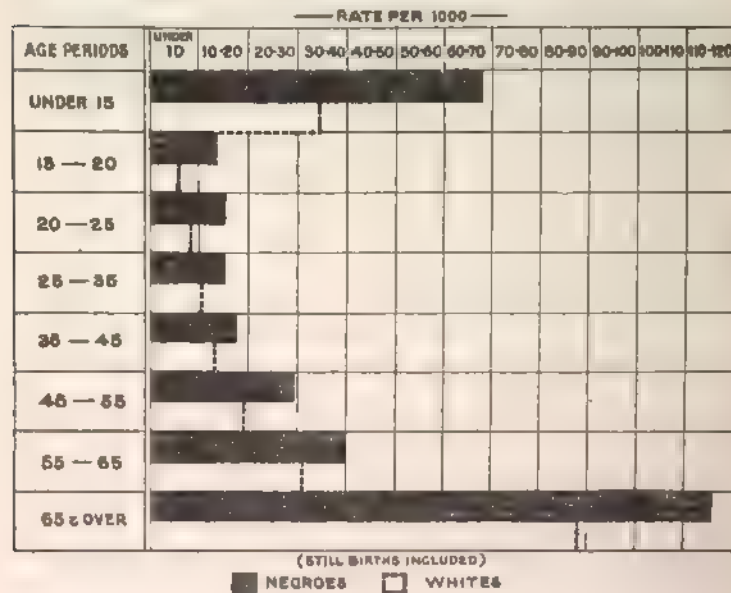 RATE PER 1000
AGE PERIODS UNDER 10 10-20 20-30 30-40 40-50 50-60 60-70 70-80 80-90 90-100 100-110 110-120
UNDER 15
15 — 20
20 — 25
25 — 35
35 — 45
45 — 55
55 — 65
65 & OVER
(STILL BIRTHS INCLUDED)
NEGROES WHITES